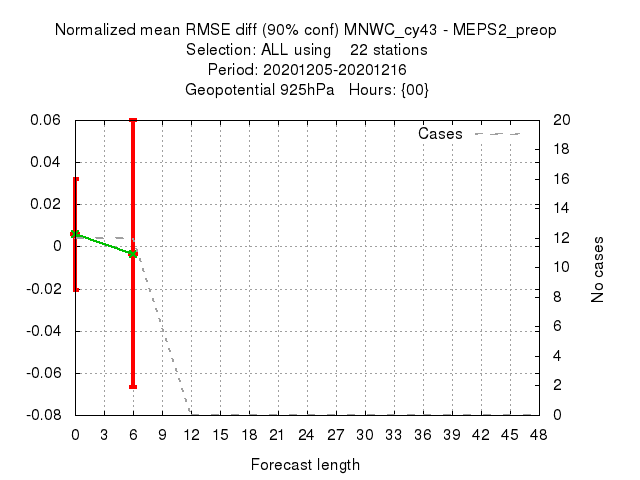 Normalized mean RMSE diff (90% conf) MNWC_cy43 - MEPS2_preop
Selection: ALL using 22 stations
Period: 20201205-20201216
Geopotential 925hPa Hours: {00}
Cases
0.06
0.04
0.02
0
-0.02
-0.04
-0.06
-0.08
20
18
16
14
12
10
8
6
4
2
0
No cases
0 3 6 9 12 15 18 21 24 27 30 33 36 39 42 45 48
Forecast length